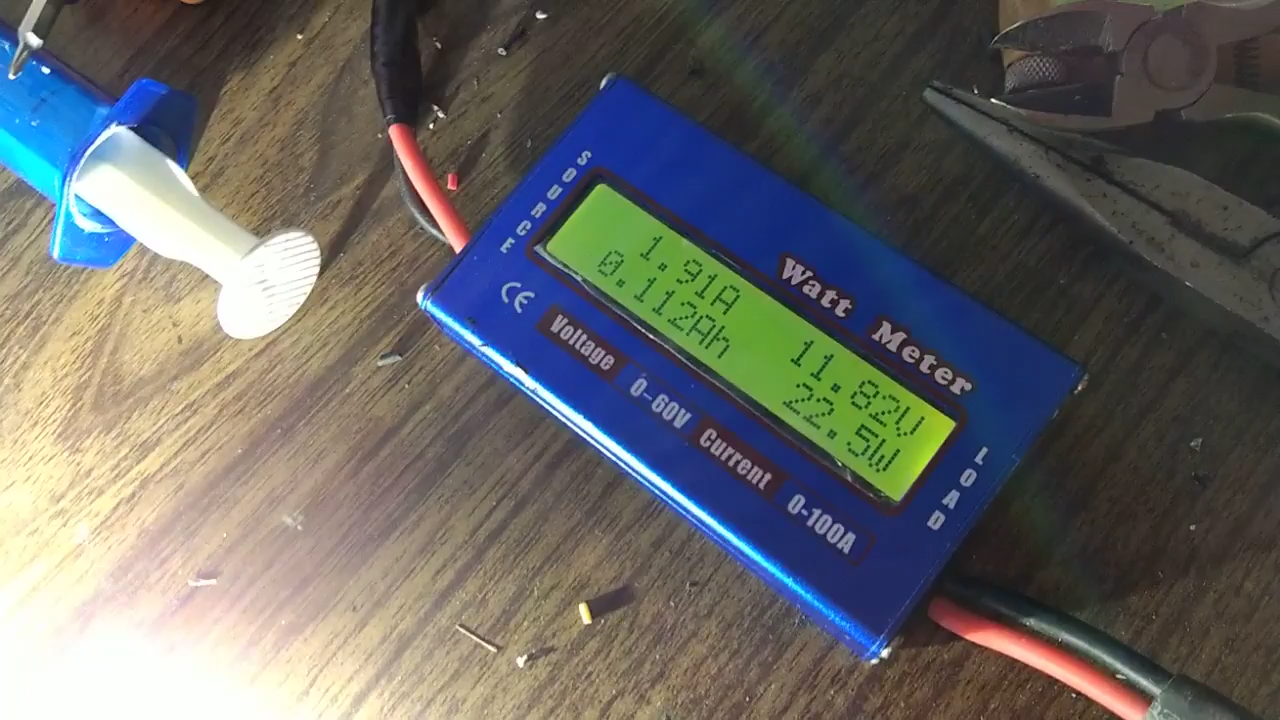 SOURCE
Watt Meter
1.91A 11.82V
0.112Ah 22.5W
CE
Voltage 0-60V Current 0-100A
LOAD